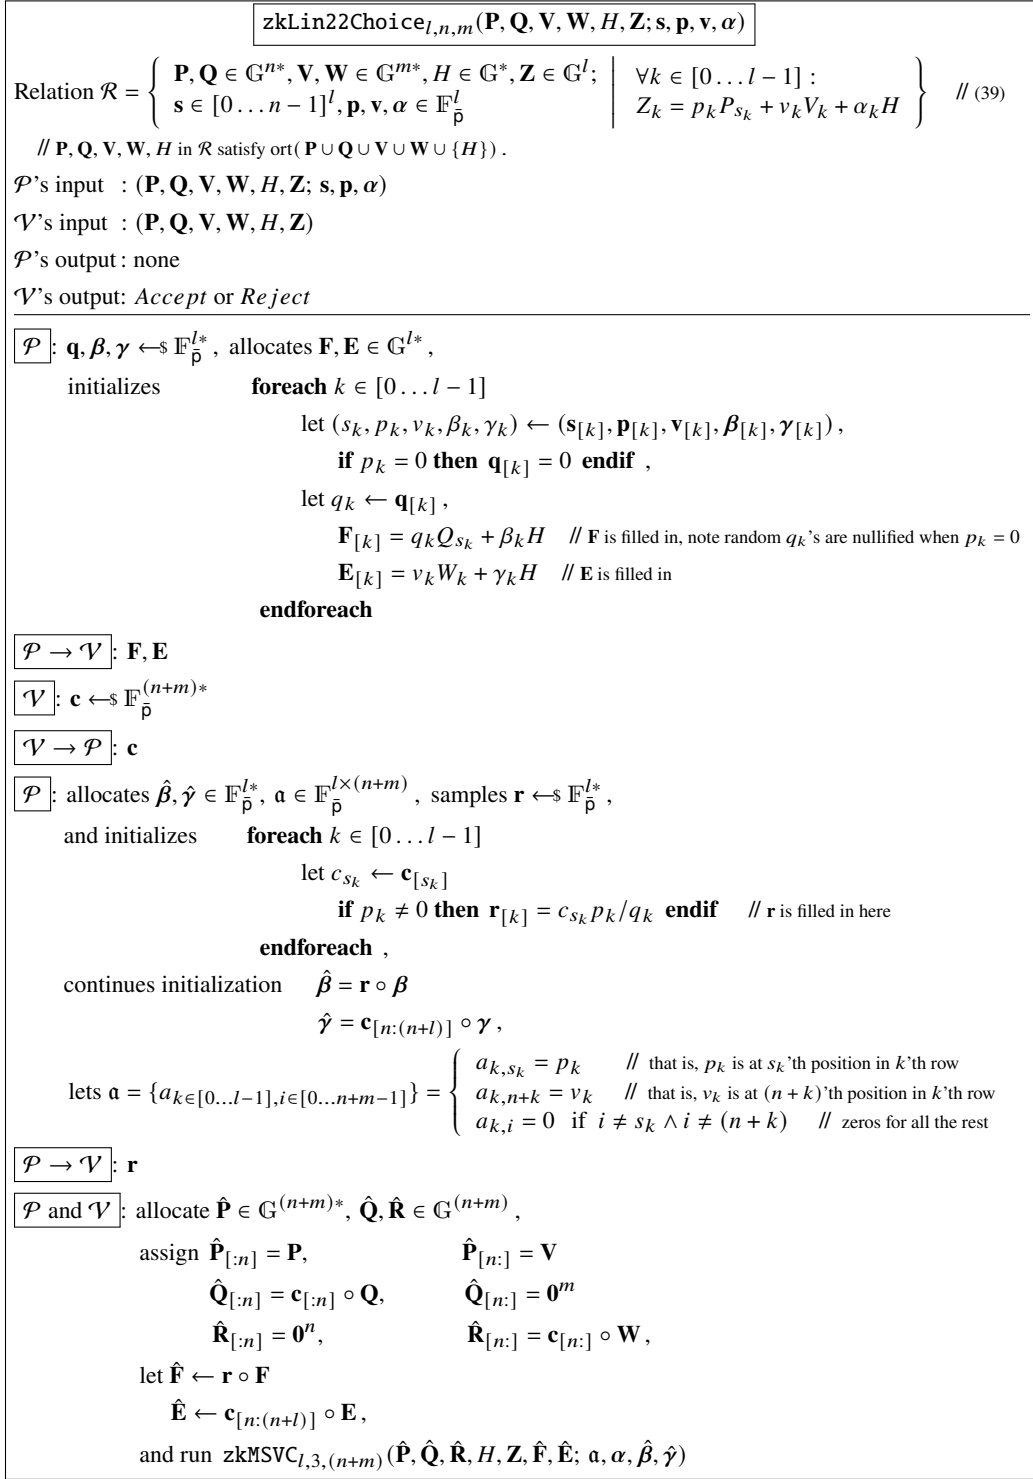 zkLin22Choice_{l,n,m}(P, Q, V, W, H, Z; s, p, v, α)
Relation ℛ = { P, Q ∈ 𝔾^{n*}, V, W ∈ 𝔾^{m*}, H ∈ 𝔾^*, Z ∈ 𝔾^l; | ∀k ∈ [0 . . . l − 1] :
s ∈ [0 . . . n − 1]^l, p, v, α ∈ 𝔽_{p̄}^l | Z_k = p_k P_{s_k} + v_k V_k + α_k H } // (39)
// P, Q, V, W, H in ℛ satisfy ort( P ∪ Q ∪ V ∪ W ∪ {H}) .
𝒫's input : (P, Q, V, W, H, Z; s, p, α)
𝒱's input : (P, Q, V, W, H, Z)
𝒫's output : none
𝒱's output: Accept or Reject
𝒫 : q, β, γ ←$ 𝔽_{p̄}^{l*} , allocates F, E ∈ 𝔾^{l*} ,
initializes foreach k ∈ [0 . . . l − 1]
let (s_k, p_k, v_k, β_k, γ_k) ← (s_{[k]}, p_{[k]}, v_{[k]}, β_{[k]}, γ_{[k]}) ,
if p_k = 0 then q_{[k]} = 0 endif ,
let q_k ← q_{[k]} ,
F_{[k]} = q_k Q_{s_k} + β_k H // F is filled in, note random q_k's are nullified when p_k = 0
E_{[k]} = v_k W_k + γ_k H // E is filled in
endforeach
𝒫 → 𝒱 : F, E
𝒱 : c ←$ 𝔽_{p̄}^{(n+m)*}
𝒱 → 𝒫 : c
𝒫 : allocates β̂, γ̂ ∈ 𝔽_{p̄}^{l*}, 𝔞 ∈ 𝔽_{p̄}^{l×(n+m)} , samples r ←$ 𝔽_{p̄}^{l*} ,
and initializes foreach k ∈ [0 . . . l − 1]
let c_{s_k} ← c_{[s_k]}
if p_k ≠ 0 then r_{[k]} = c_{s_k} p_k/q_k endif // r is filled in here
endforeach ,
continues initialization β̂ = r ∘ β
γ̂ = c_{[n:(n+l)]} ∘ γ ,
lets 𝔞 = {a_{k∈[0...l−1],i∈[0...n+m−1]}} = { a_{k,s_k} = p_k // that is, p_k is at s_k'th position in k'th row
a_{k,n+k} = v_k // that is, v_k is at (n + k)'th position in k'th row
a_{k,i} = 0 if i ≠ s_k ∧ i ≠ (n + k) // zeros for all the rest
𝒫 → 𝒱 : r
𝒫 and 𝒱 : allocate P̂ ∈ 𝔾^{(n+m)*}, Q̂, R̂ ∈ 𝔾^{(n+m)} ,
assign P̂_{[:n]} = P, P̂_{[n:]} = V
Q̂_{[:n]} = c_{[:n]} ∘ Q, Q̂_{[n:]} = 0^m
R̂_{[:n]} = 0^n, R̂_{[n:]} = c_{[n:]} ∘ W ,
let F̂ ← r ∘ F
Ê ← c_{[n:(n+l)]} ∘ E ,
and run zkMSVC_{l,3,(n+m)}(P̂, Q̂, R̂, H, Z, F̂, Ê; 𝔞, α, β̂, γ̂)